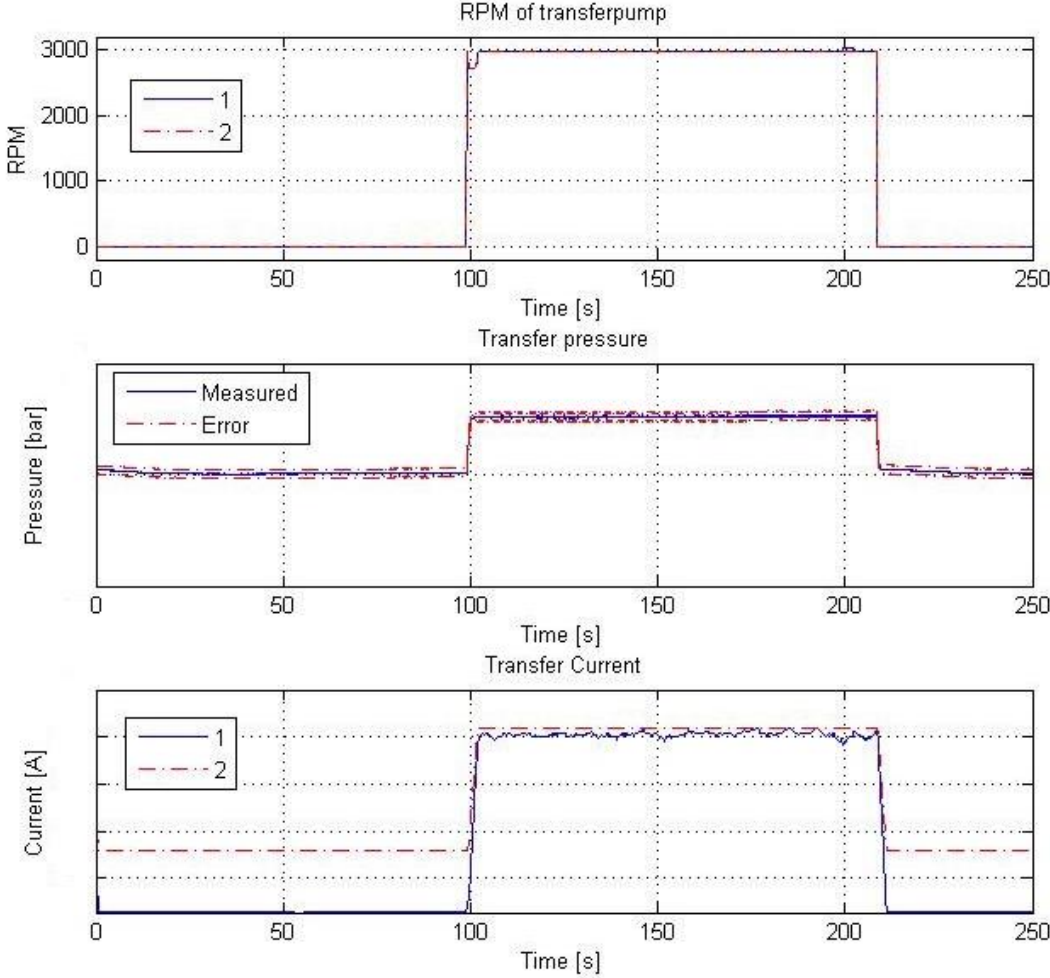 RPM of transferpump
3000
2000
1000
0
RPM
1
2
0 50 100 150 200 250
Time [s]
Transfer pressure
Pressure [bar]
Measured
Error
0 50 100 150 200 250
Time [s]
Transfer Current
Current [A]
1
2
0 50 100 150 200 250
Time [s]